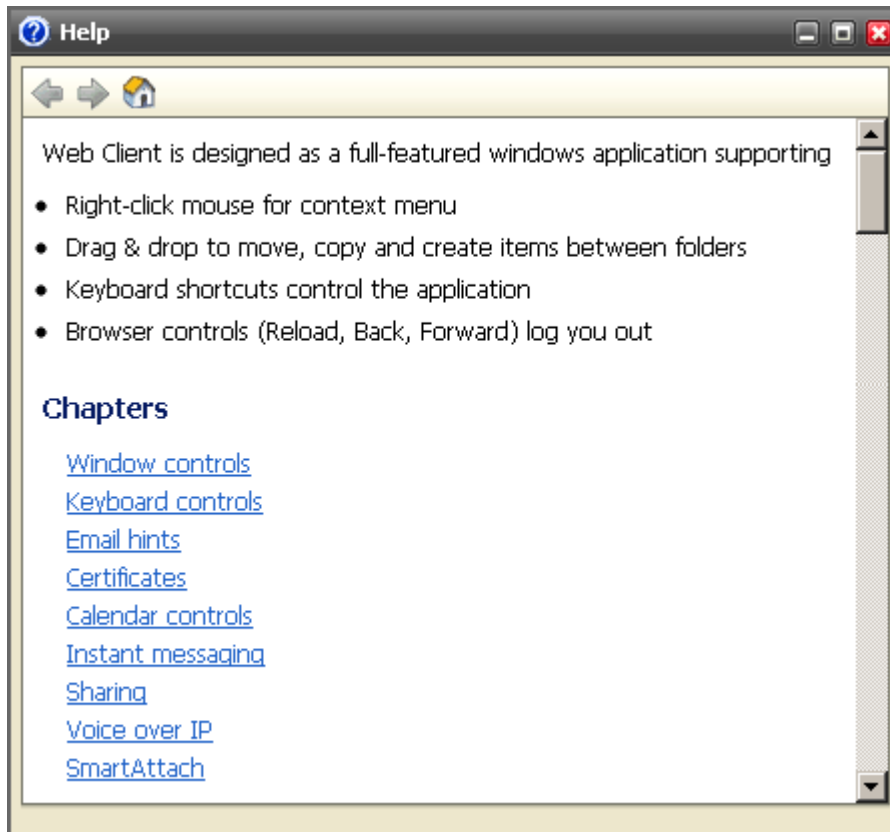 Help
Web Client is designed as a full-featured windows application supporting
Right-click mouse for context menu
Drag & drop to move, copy and create items between folders
Keyboard shortcuts control the application
Browser controls (Reload, Back, Forward) log you out
Chapters
Window controls
Keyboard controls
Email hints
Certificates
Calendar controls
Instant messaging
Sharing
Voice over IP
SmartAttach